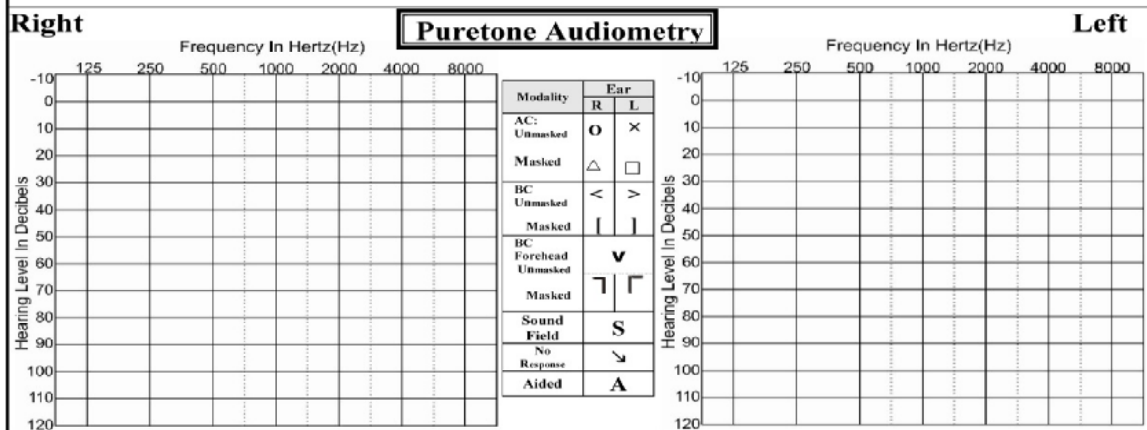 Right
Puretone Audiometry
Left
Frequency In Hertz(Hz)
125 250 500 1000 2000 4000 8000
Hearing Level In Decibels
-10
0
10
20
30
40
50
60
70
80
90
100
110
120
Modality Ear
R L
AC:
Unmasked O ×
Masked △ □
BC
Unmasked < >
Masked [ ]
BC
Forehead
Unmasked v
Masked ㄱ Γ
Sound
Field S
No
Response ↘
Aided A
Frequency In Hertz(Hz)
125 250 500 1000 2000 4000 8000
Hearing Level In Decibels
-10
0
10
20
30
40
50
60
70
80
90
100
110
120